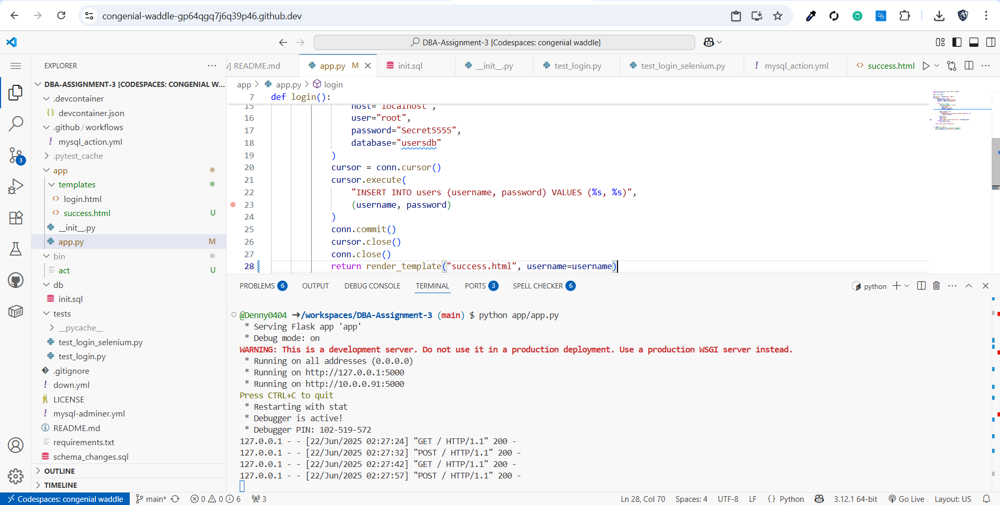 congenial-waddle-gp64qgq7j6q39p46.github.dev
DBA-Assignment-3 [Codespaces: congenial waddle]
EXPLORER
DBA-ASSIGNMENT-3 [CODESPACES: CONGENIAL W...
.devcontainer
{} devcontainer.json
.github/workflows
! mysql_action.yml
.pytest_cache
app
templates
<> login.html
<> success.html U
__init__.py
app.py M
bin
act U
db
init.sql
tests
__pycache__
test_login_selenium.py
test_login.py
.gitignore
! down.yml
LICENSE
! mysql-adminer.yml
README.md
requirements.txt
schema_changes.sql
OUTLINE
TIMELINE
3
w] README.md
app.py M
init.sql
__init__.py
test_login.py
test_login_selenium.py
! mysql_action.yml
<> success.html
app > app.py > login
7 def login():
15 host="localhost",
16 user="root",
17 password="Secret5555",
18 database="usersdb"
19 )
20 cursor = conn.cursor()
21 cursor.execute(
22 "INSERT INTO users (username, password) VALUES (%s, %s)",
23 (username, password)
24 )
25 conn.commit()
26 cursor.close()
27 conn.close()
28 return render_template("success.html", username=username)
PROBLEMS 6 OUTPUT DEBUG CONSOLE TERMINAL PORTS 3 SPELL CHECKER 6
python
@Denny0404 ➜/workspaces/DBA-Assignment-3 (main) $ python app/app.py
* Serving Flask app 'app'
* Debug mode: on
WARNING: This is a development server. Do not use it in a production deployment. Use a production WSGI server instead.
* Running on all addresses (0.0.0.0)
* Running on http://127.0.0.1:5000
* Running on http://10.0.0.91:5000
Press CTRL+C to quit
* Restarting with stat
* Debugger is active!
* Debugger PIN: 102-519-572
127.0.0.1 - - [22/Jun/2025 02:27:24] "GET / HTTP/1.1" 200 -
127.0.0.1 - - [22/Jun/2025 02:27:32] "POST / HTTP/1.1" 200 -
127.0.0.1 - - [22/Jun/2025 02:27:42] "GET / HTTP/1.1" 200 -
127.0.0.1 - - [22/Jun/2025 02:27:57] "POST / HTTP/1.1" 200 -
Codespaces: congenial waddle main* 0 0 6 3 Ln 28, Col 70 Spaces: 4 UTF-8 LF {} Python 3.12.1 64-bit Go Live Layout: US